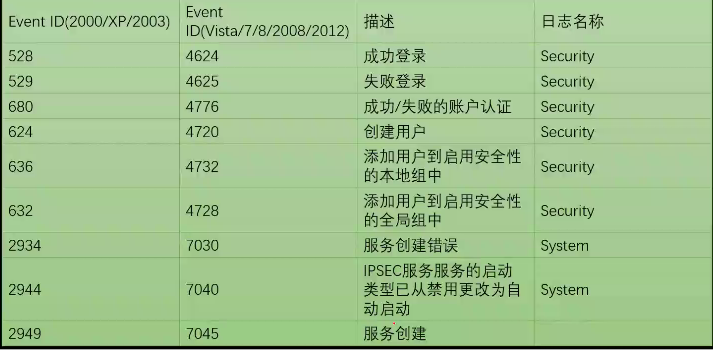 Event ID(2000/XP/2003) Event ID(Vista/7/8/2008/2012) 描述 日志名称
528 4624 成功登录 Security
529 4625 失败登录 Security
680 4776 成功/失败的账户认证 Security
624 4720 创建用户 Security
636 4732 添加用户到启用安全性的本地组中 Security
632 4728 添加用户到启用安全性的全局组中 Security
2934 7030 服务创建错误 System
2944 7040 IPSEC服务服务的启动类型已从禁用更改为自动启动 System
2949 7045 服务创建